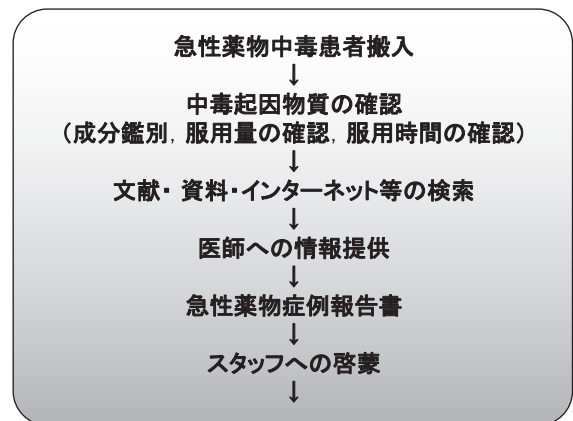 急性薬物中毒患者搬入
↓
中毒起因物質の確認
（成分鑑別，服用量の確認，服用時間の確認）
↓
文献・ 資料・インターネット等の検索
↓
医師への情報提供
↓
急性薬物症例報告書
↓
スタッフへの啓蒙
↓